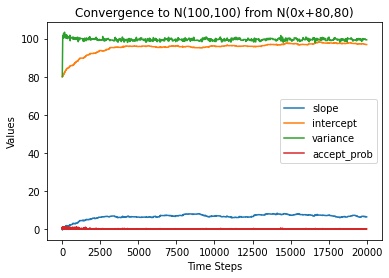 Convergence to N(100,100) from N(0x+80,80)
100
80
60
40
20
0
Values
slope
intercept
variance
accept_prob
0
2500
5000
7500
10000
12500
15000
17500
20000
Time Steps